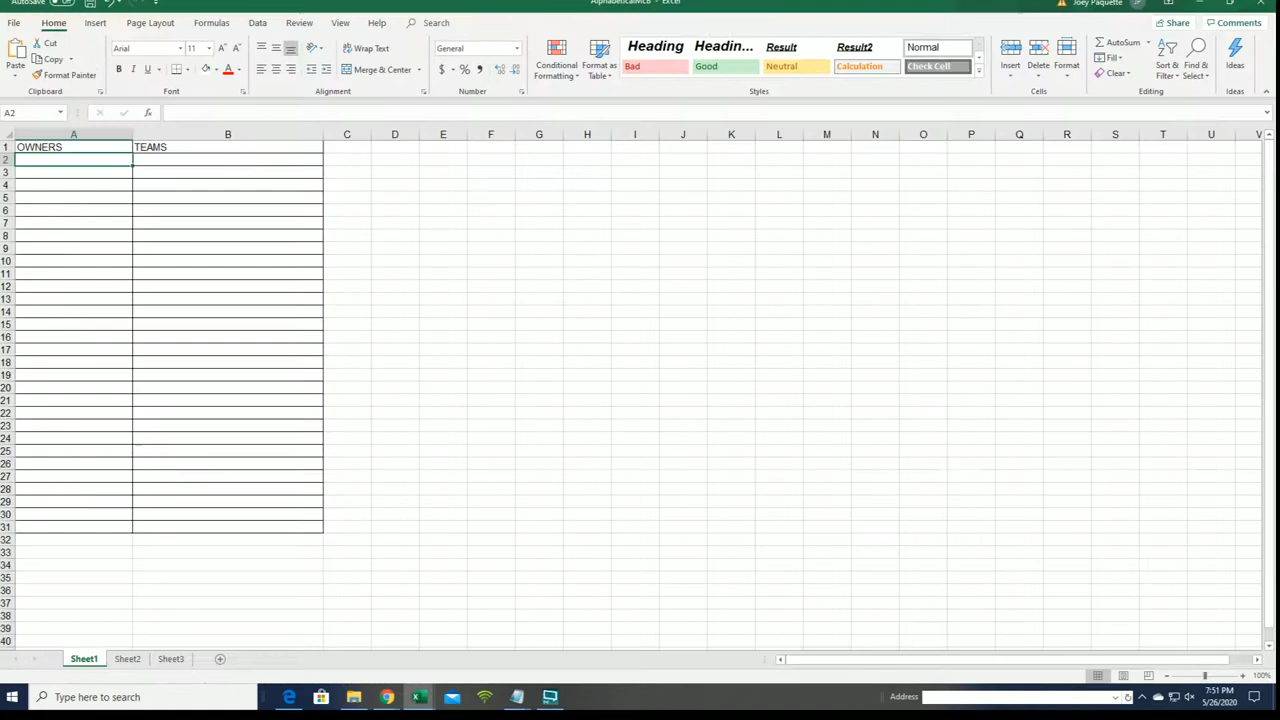 AutoSave AlphabeticalMLB - Excel Joey Paquette JP
File Home Insert Page Layout Formulas Data Review View Help Search Share Comments
Paste Cut Copy Format Painter Clipboard
Arial 11 A A B I U A Font
Wrap Text Merge & Center Alignment
General $ % , Number
Conditional Formatting Format as Table
Heading Headin... Result Result2 Normal
Bad Good Neutral Calculation Check Cell
Styles
Insert Delete Format Cells
AutoSum Fill Clear Sort & Filter Find & Select Editing
Ideas Ideas
A2 fx
A B C D E F G H I J K L M N O P Q R S T U V
1 OWNERS TEAMS
2
3
4
5
6
7
8
9
10
11
12
13
14
15
16
17
18
19
20
21
22
23
24
25
26
27
28
29
30
31
32
33
34
35
36
37
38
39
40
Sheet1 Sheet2 Sheet3
100%
Type here to search Address 7:51 PM
5/26/2020